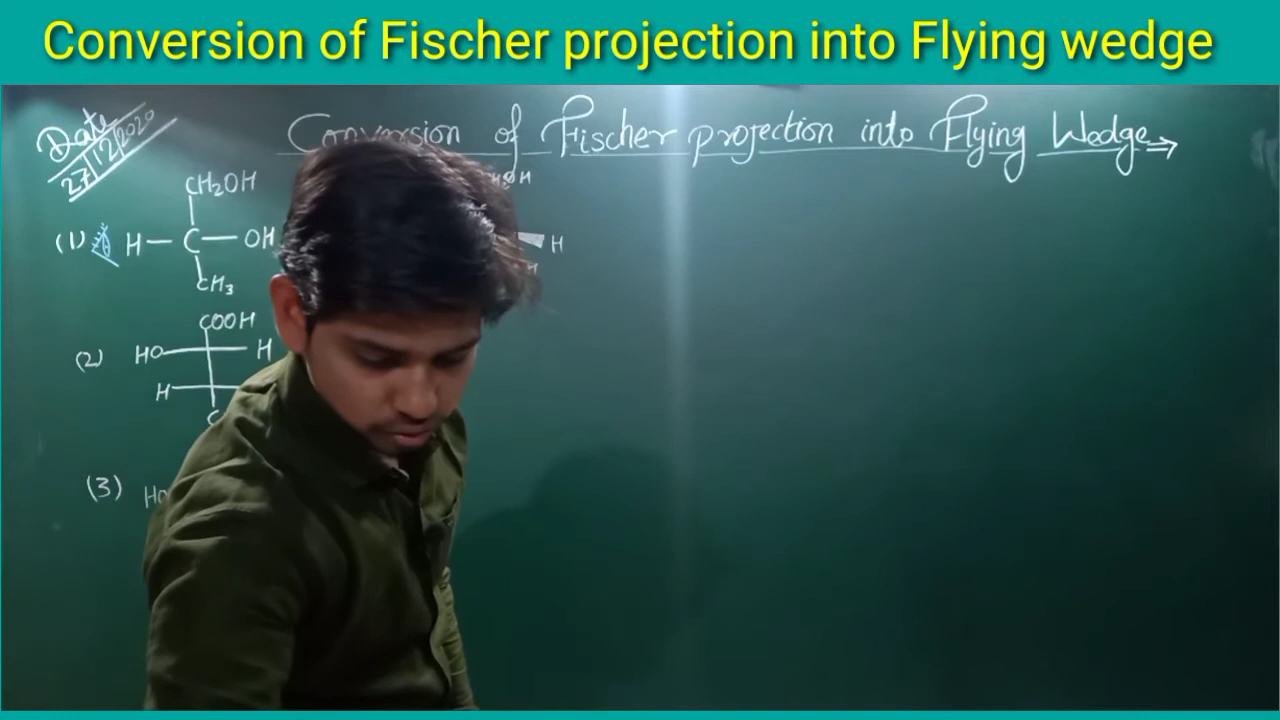 Conversion of Fischer projection into Flying wedge
Date
27/12/2020
Conversion of Fischer projection into Flying Wedge →
CH₂OH
(1) H—C—OH
CH₃
H
COOH
(2) HO H
H
(3)